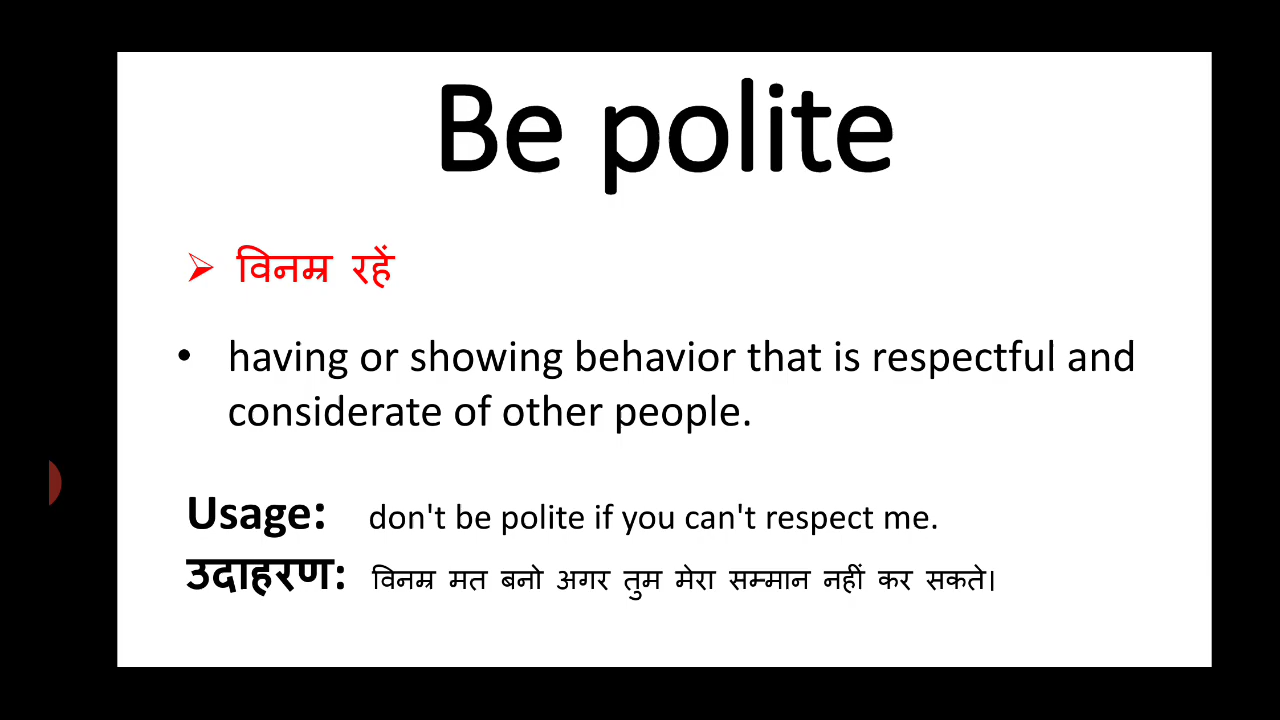 Be polite
➢ विनम्र रहें
• having or showing behavior that is respectful and
considerate of other people.
Usage: don't be polite if you can't respect me.
उदाहरण: विनम्र मत बनो अगर तुम मेरा सम्मान नहीं कर सकते।